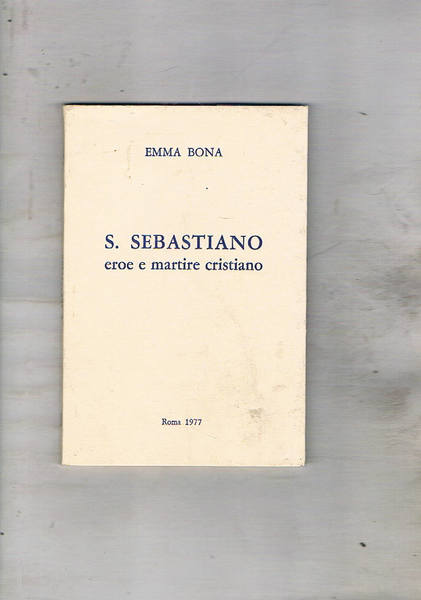 EMMA BONA
S. SEBASTIANO
eroe e martire cristiano
Roma 1977